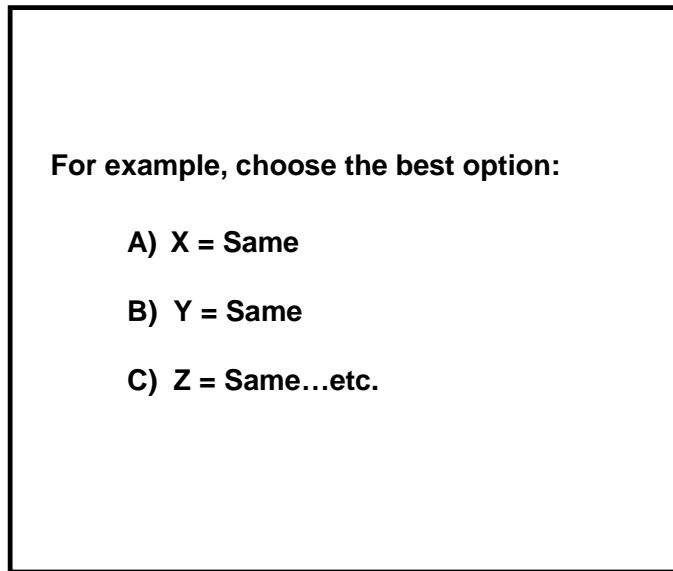 For example, choose the best option:
A) X = Same
B) Y = Same
C) Z = Same…etc.